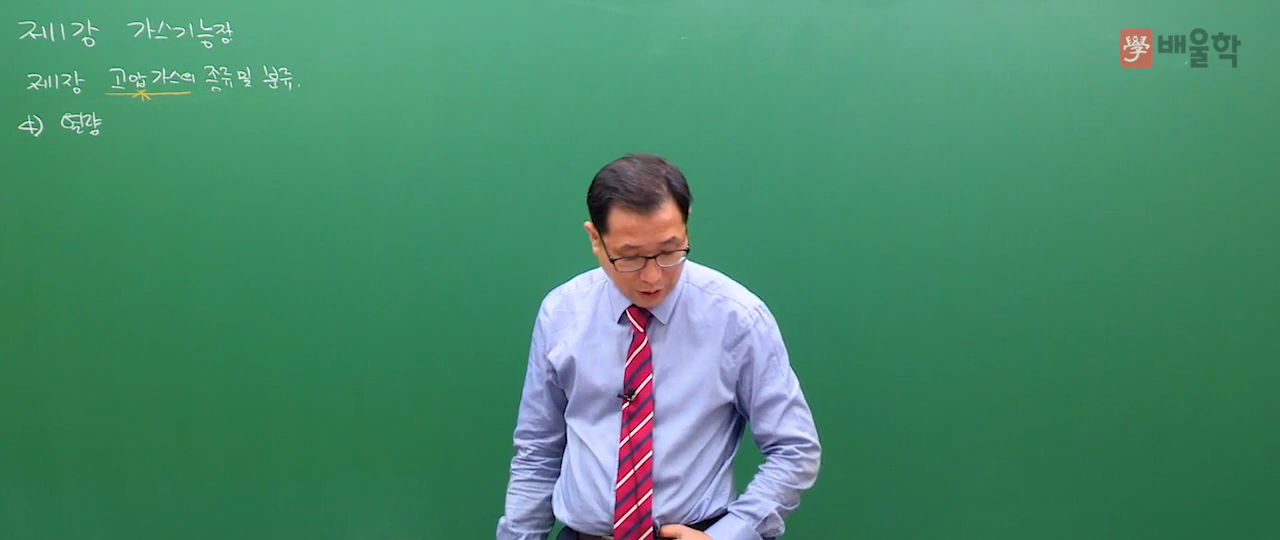 제1강 가스기능장
學 배울학
제1장 고압가스의 종류 및 분류.
4) 열량